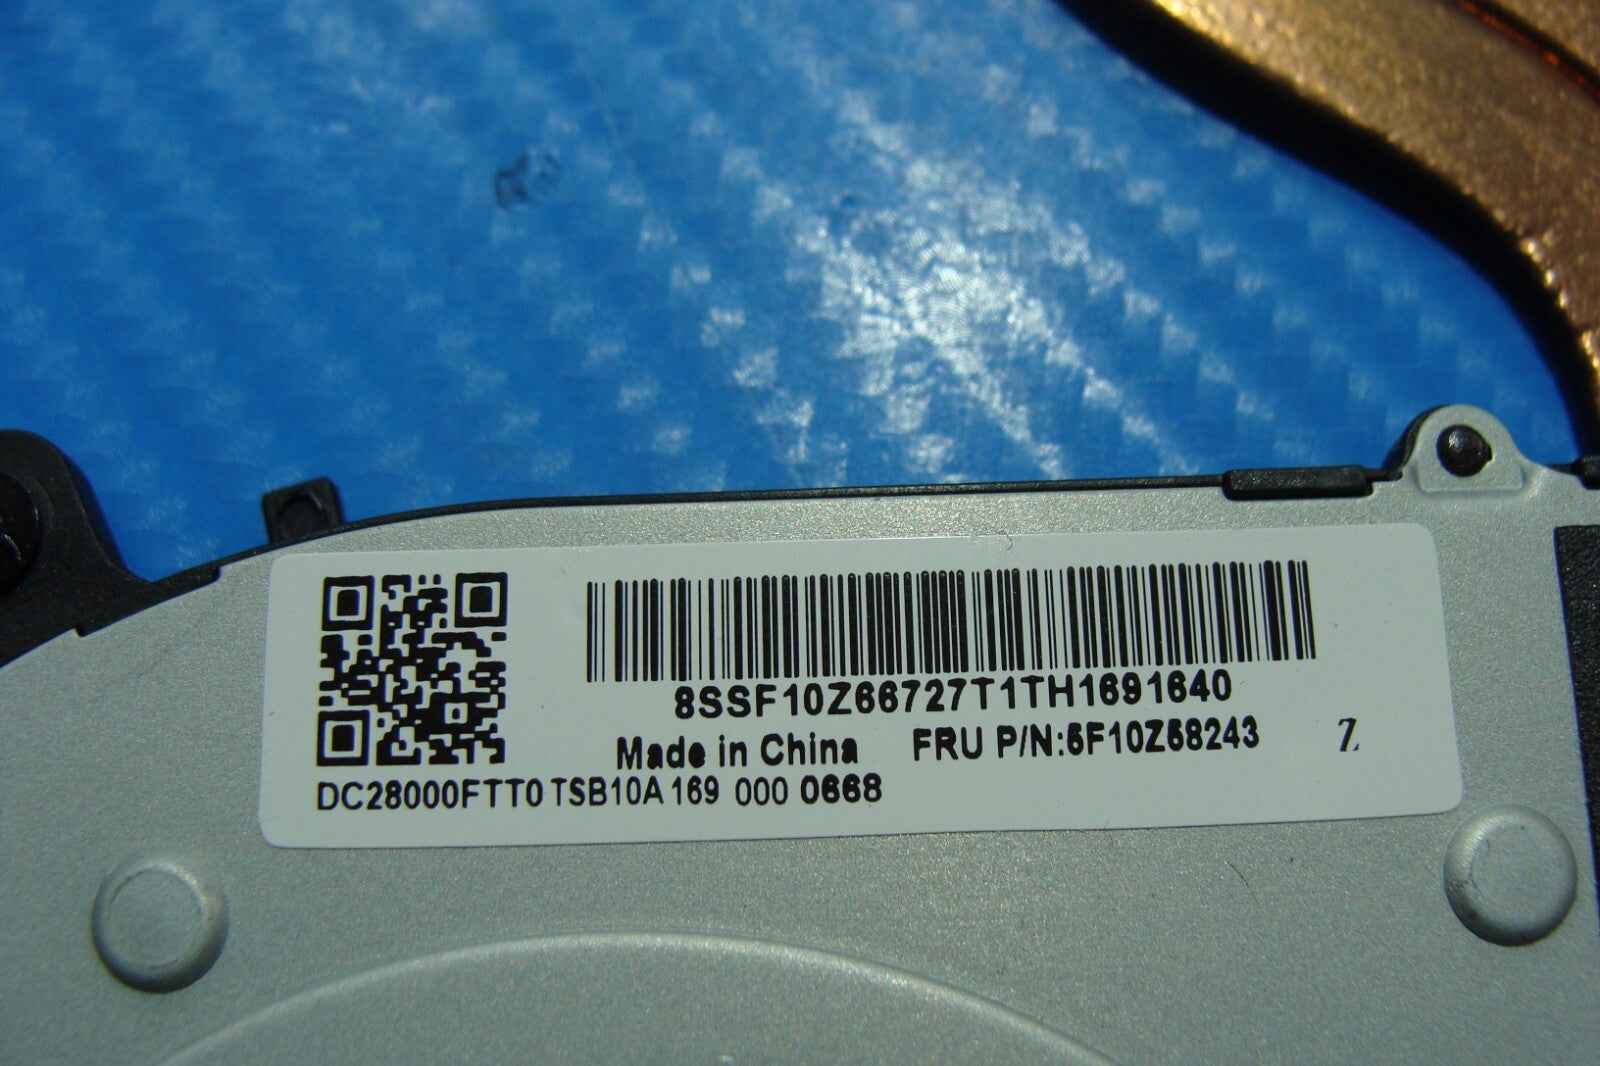 8SSF10Z66727T1TH1691640
Made in China FRU P/N:5F10Z58243 Z
DC28000FTT0 TSB10A 169 000 0668